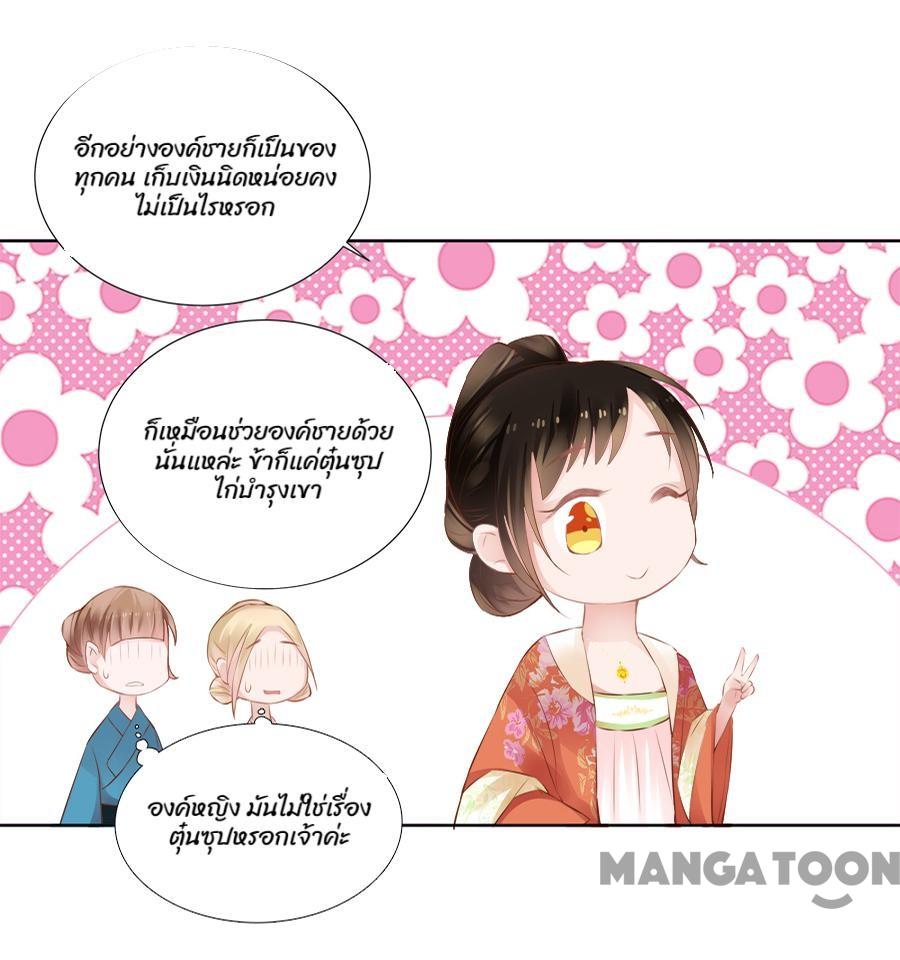 อีกอย่างองค์ชายก็เป็นของ
ทุกคน เก็บเงินนิดหน่อยคง
ไม่เป็นไรหรอก
ก็เหมือนช่วยองค์ชายด้วย
นั่นแหล่ะ ข้าก็แค่ตุ๋นซุป
ไก่บำรุงเขา
องค์หญิง มันไม่ใช่เรื่อง
ตุ๋นซุปหรอกเจ้าค่ะ
MANGA TOON